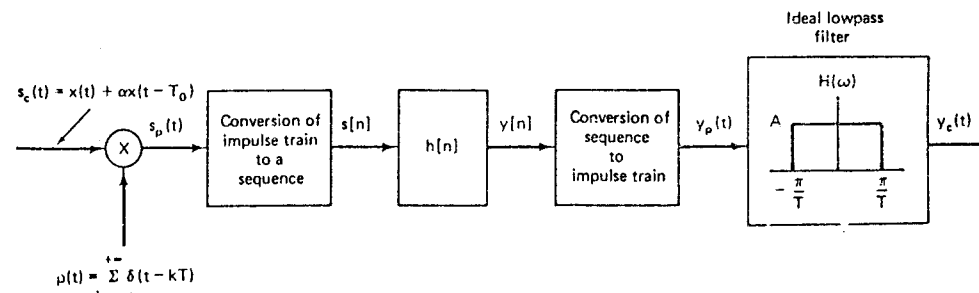 Ideal lowpass
filter
H(ω)
s_c(t) = x(t) + αx(t − T_0)
s_p(t)
Conversion of
impulse train
to a
sequence
s[n]
h[n]
y[n]
Conversion of
sequence
to
impulse train
y_p(t)
A
y_c(t)
X
− π/T
π/T
p(t) = Σ δ(t − kT)